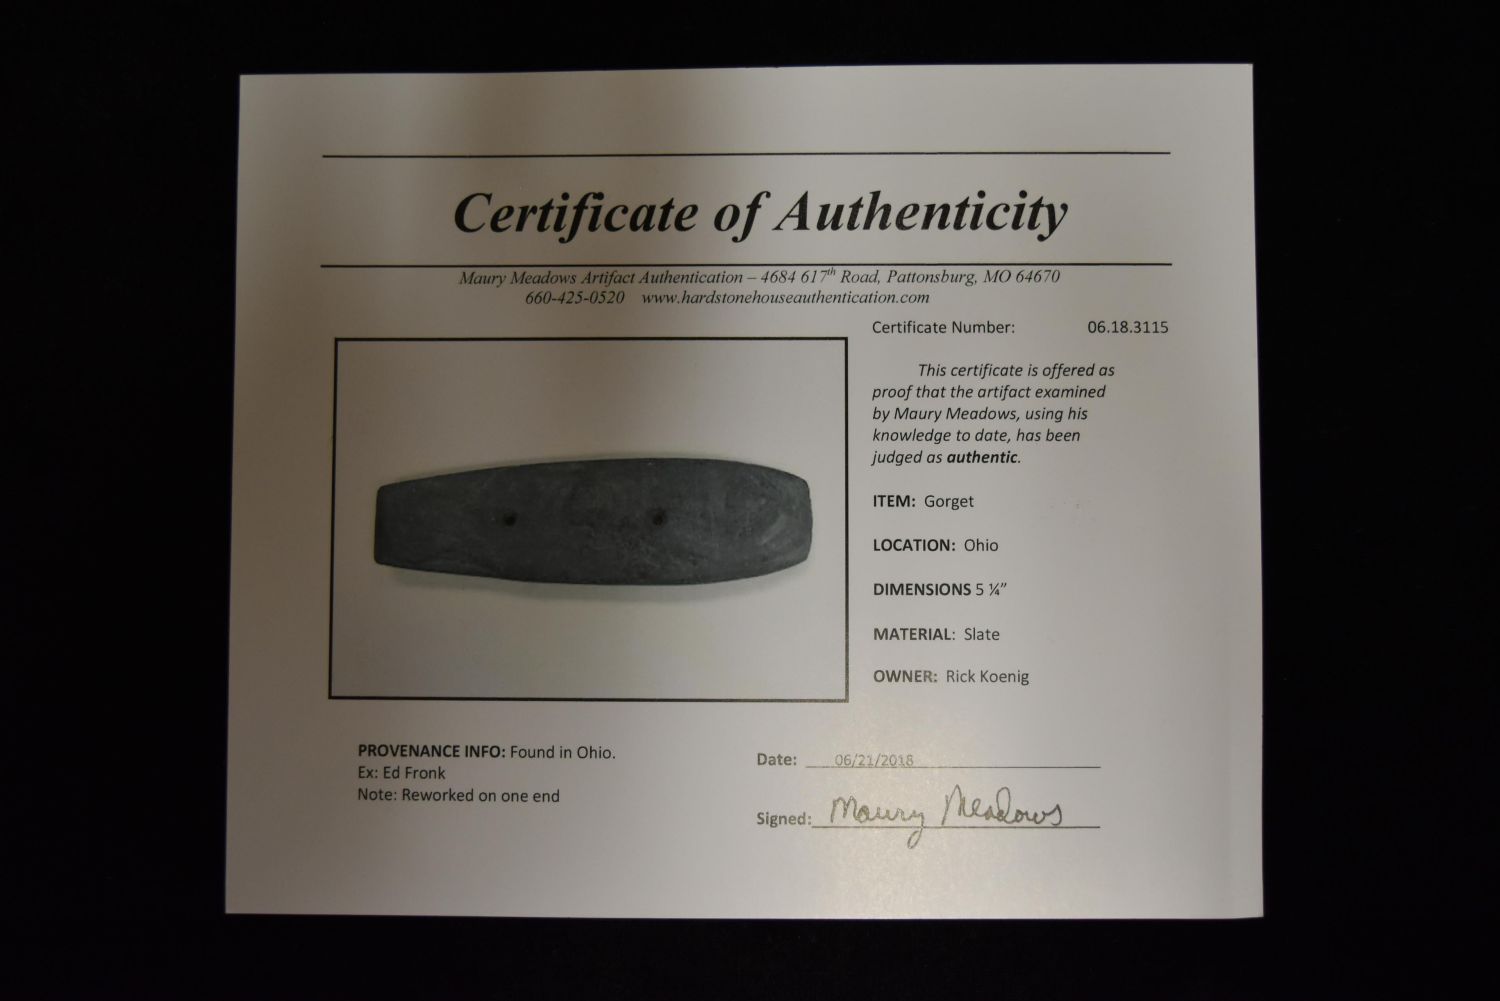 Certificate of Authenticity
Maury Meadows Artifact Authentication – 4684 617th Road, Pattonsburg, MO 64670
660-425-0520 www.hardstonehouseauthentication.com
Certificate Number: 06.18.3115
This certificate is offered as
proof that the artifact examined
by Maury Meadows, using his
knowledge to date, has been
judged as authentic.
ITEM: Gorget
LOCATION: Ohio
DIMENSIONS 5 ¼”
MATERIAL: Slate
OWNER: Rick Koenig
PROVENANCE INFO: Found in Ohio.
Ex: Ed Fronk
Note: Reworked on one end
Date: 06/21/2018
Signed: Maury Meadows